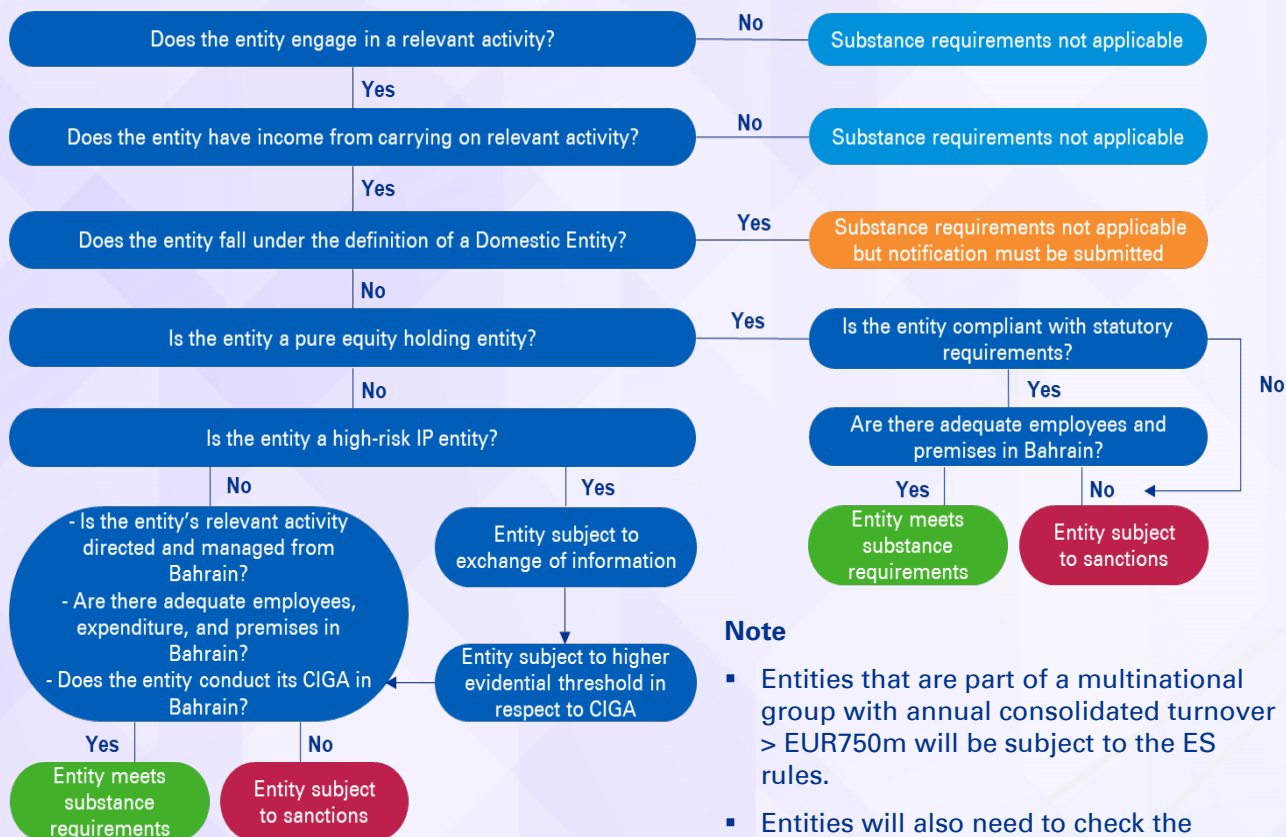 Does the entity engage in a relevant activity?
No
Substance requirements not applicable
Yes
Does the entity have income from carrying on relevant activity?
No
Substance requirements not applicable
Yes
Does the entity fall under the definition of a Domestic Entity?
Yes
Substance requirements not applicable
but notification must be submitted
No
Is the entity a pure equity holding entity?
Yes
Is the entity compliant with statutory
requirements?
No
Yes
No
Is the entity a high-risk IP entity?
Are there adequate employees and
premises in Bahrain?
Yes
No
Entity meets
substance
requirements
Entity subject
to sanctions
No
Yes
- Is the entity's relevant activity
directed and managed from
Bahrain?
- Are there adequate employees,
expenditure, and premises in
Bahrain?
- Does the entity conduct its CIGA in
Bahrain?
Entity subject to
exchange of information
Entity subject to higher
evidential threshold in
respect to CIGA
Yes
No
Entity meets
substance
requirements
Entity subject
to sanctions
Note
▪ Entities that are part of a multinational
group with annual consolidated turnover
> EUR750m will be subject to the ES
rules.
▪ Entities will also need to check the